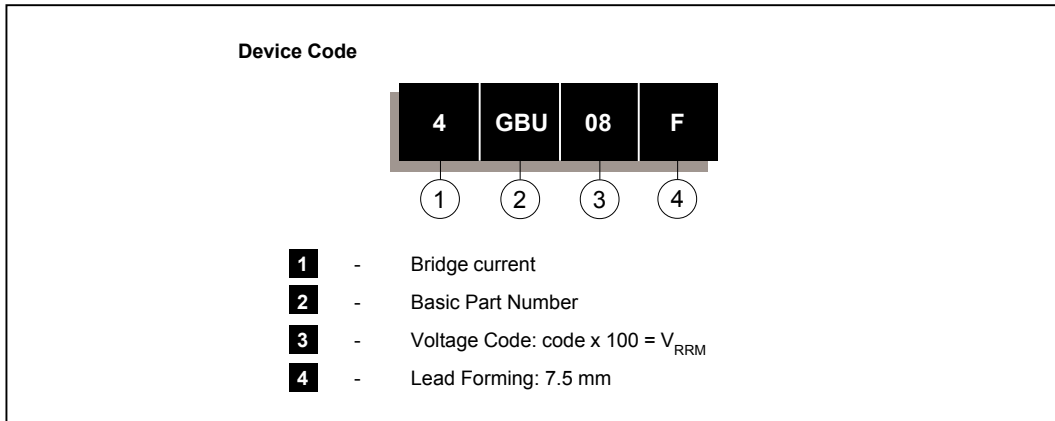 Device Code
4 GBU 08 F
1 2 3 4
1 - Bridge current
2 - Basic Part Number
3 - Voltage Code: code x 100 = VRRM
4 - Lead Forming: 7.5 mm